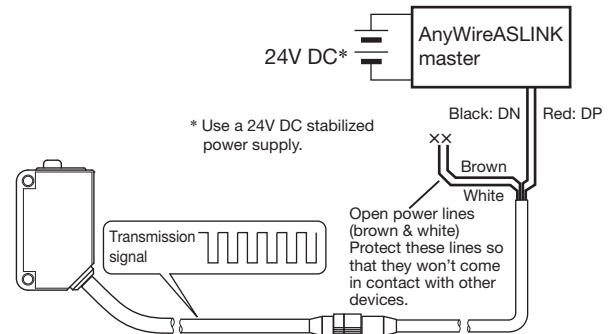 AnyWireASLINK
master
24V DC*
Black: DN
Red: DP
* Use a 24V DC stabilized
power supply.
××
Brown
White
Open power lines
(brown & white)
Protect these lines so
that they won't come
in contact with other
devices.
Transmission
signal